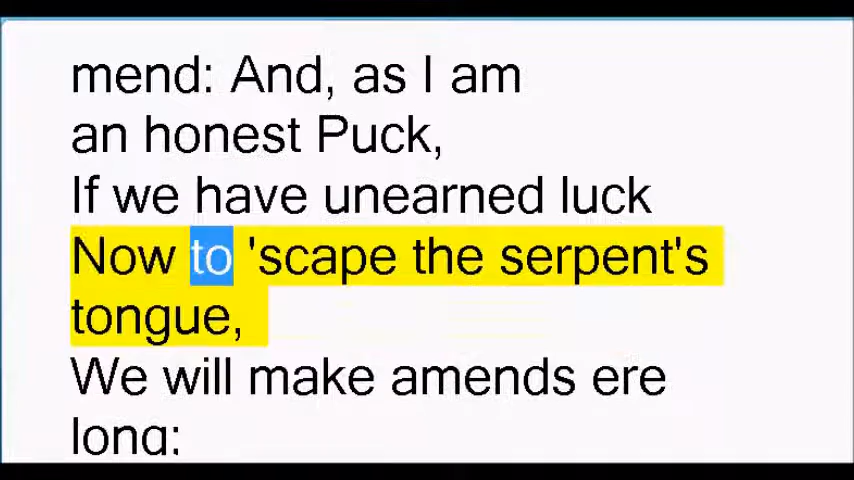 mend: And, as I am
an honest Puck,
If we have unearned luck
Now to 'scape the serpent's
tongue,
We will make amends ere
long: